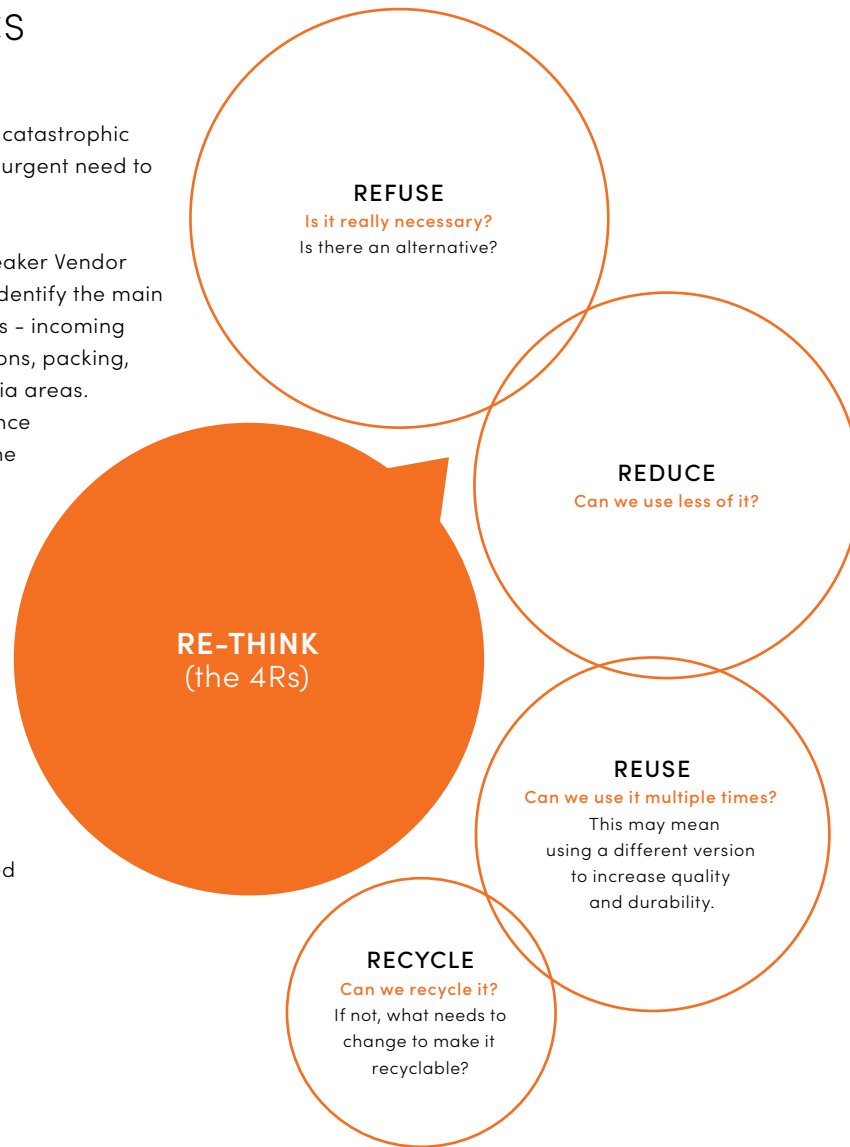 catastrophic
urgent need to
Vendor
dentify the main
s - incoming
ons, packing,
ia areas.
REFUSE
Is it really necessary?
Is there an alternative?
REDUCE
Can we use less of it?
RE-THINK
(the 4Rs)
REUSE
Can we use it multiple times?
This may mean
using a different version
to increase quality
and durability.
RECYCLE
Can we recycle it?
If not, what needs to
change to make it
recyclable?